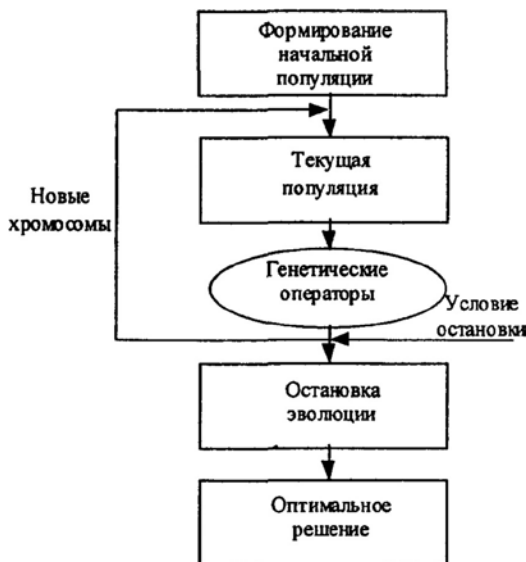 Формирование
начальной
популяции
Текущая
популяция
Новые
хромосомы
Генетические
операторы
Условие
остановки
Остановка
эволюции
Оптимальное
решение